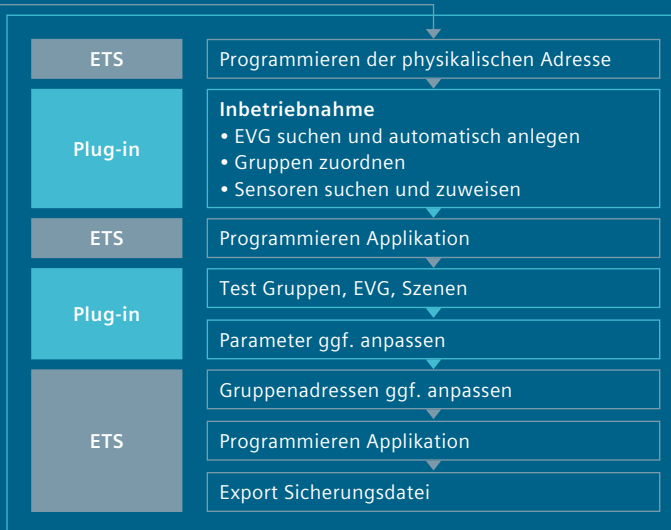 ETS
Programmieren der physikalischen Adresse
Plug-in
Inbetriebnahme
• EVG suchen und automatisch anlegen
• Gruppen zuordnen
• Sensoren suchen und zuweisen
ETS
Programmieren Applikation
Plug-in
Test Gruppen, EVG, Szenen
Parameter ggf. anpassen
ETS
Gruppenadressen ggf. anpassen
Programmieren Applikation
Export Sicherungsdatei